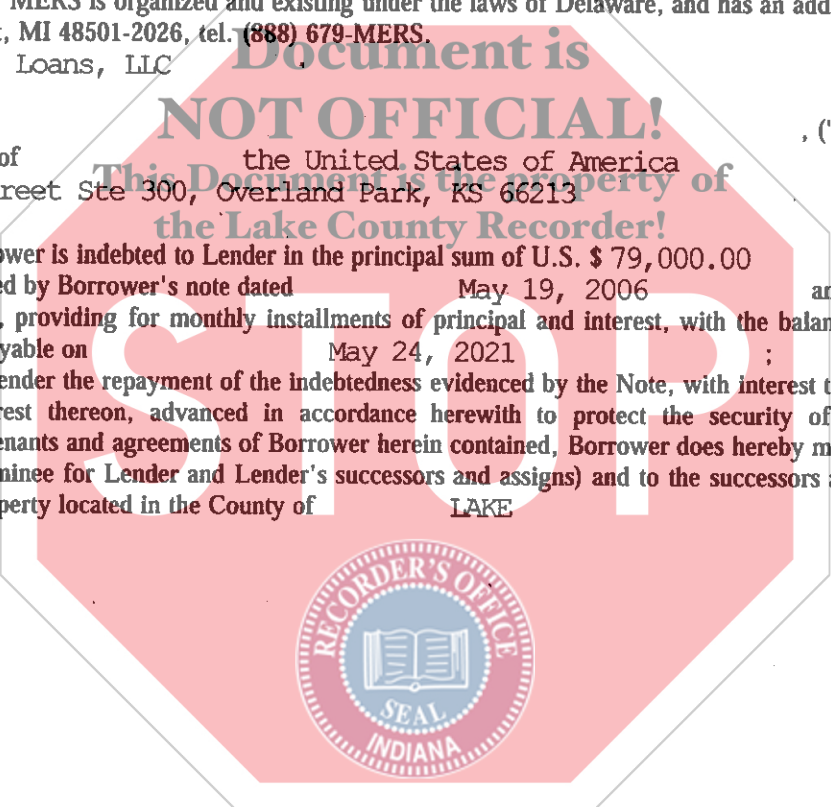 MERS is organized and existing under the laws of Delaware, and has an add
, MI 48501-2026, tel. (888) 679-MERS.
Document is
Loans, LLC
NOT OFFICIAL!
, (
of the United States of America
This Document is the property of
reet Ste 300, Overland Park, KS 66213
the Lake County Recorder!
ower is indebted to Lender in the principal sum of U.S. $ 79,000.00
ed by Borrower's note dated May 19, 2006 an
, providing for monthly installments of principal and interest, with the balan
yable on May 24, 2021 ;
ender the repayment of the indebtedness evidenced by the Note, with interest t
rest thereon, advanced in accordance herewith to protect the security of
enants and agreements of Borrower herein contained, Borrower does hereby m
minee for Lender and Lender's successors and assigns) and to the successors a
perty located in the County of LAKE
STOP
RECORDER'S OFFICE
SEAL
INDIANA